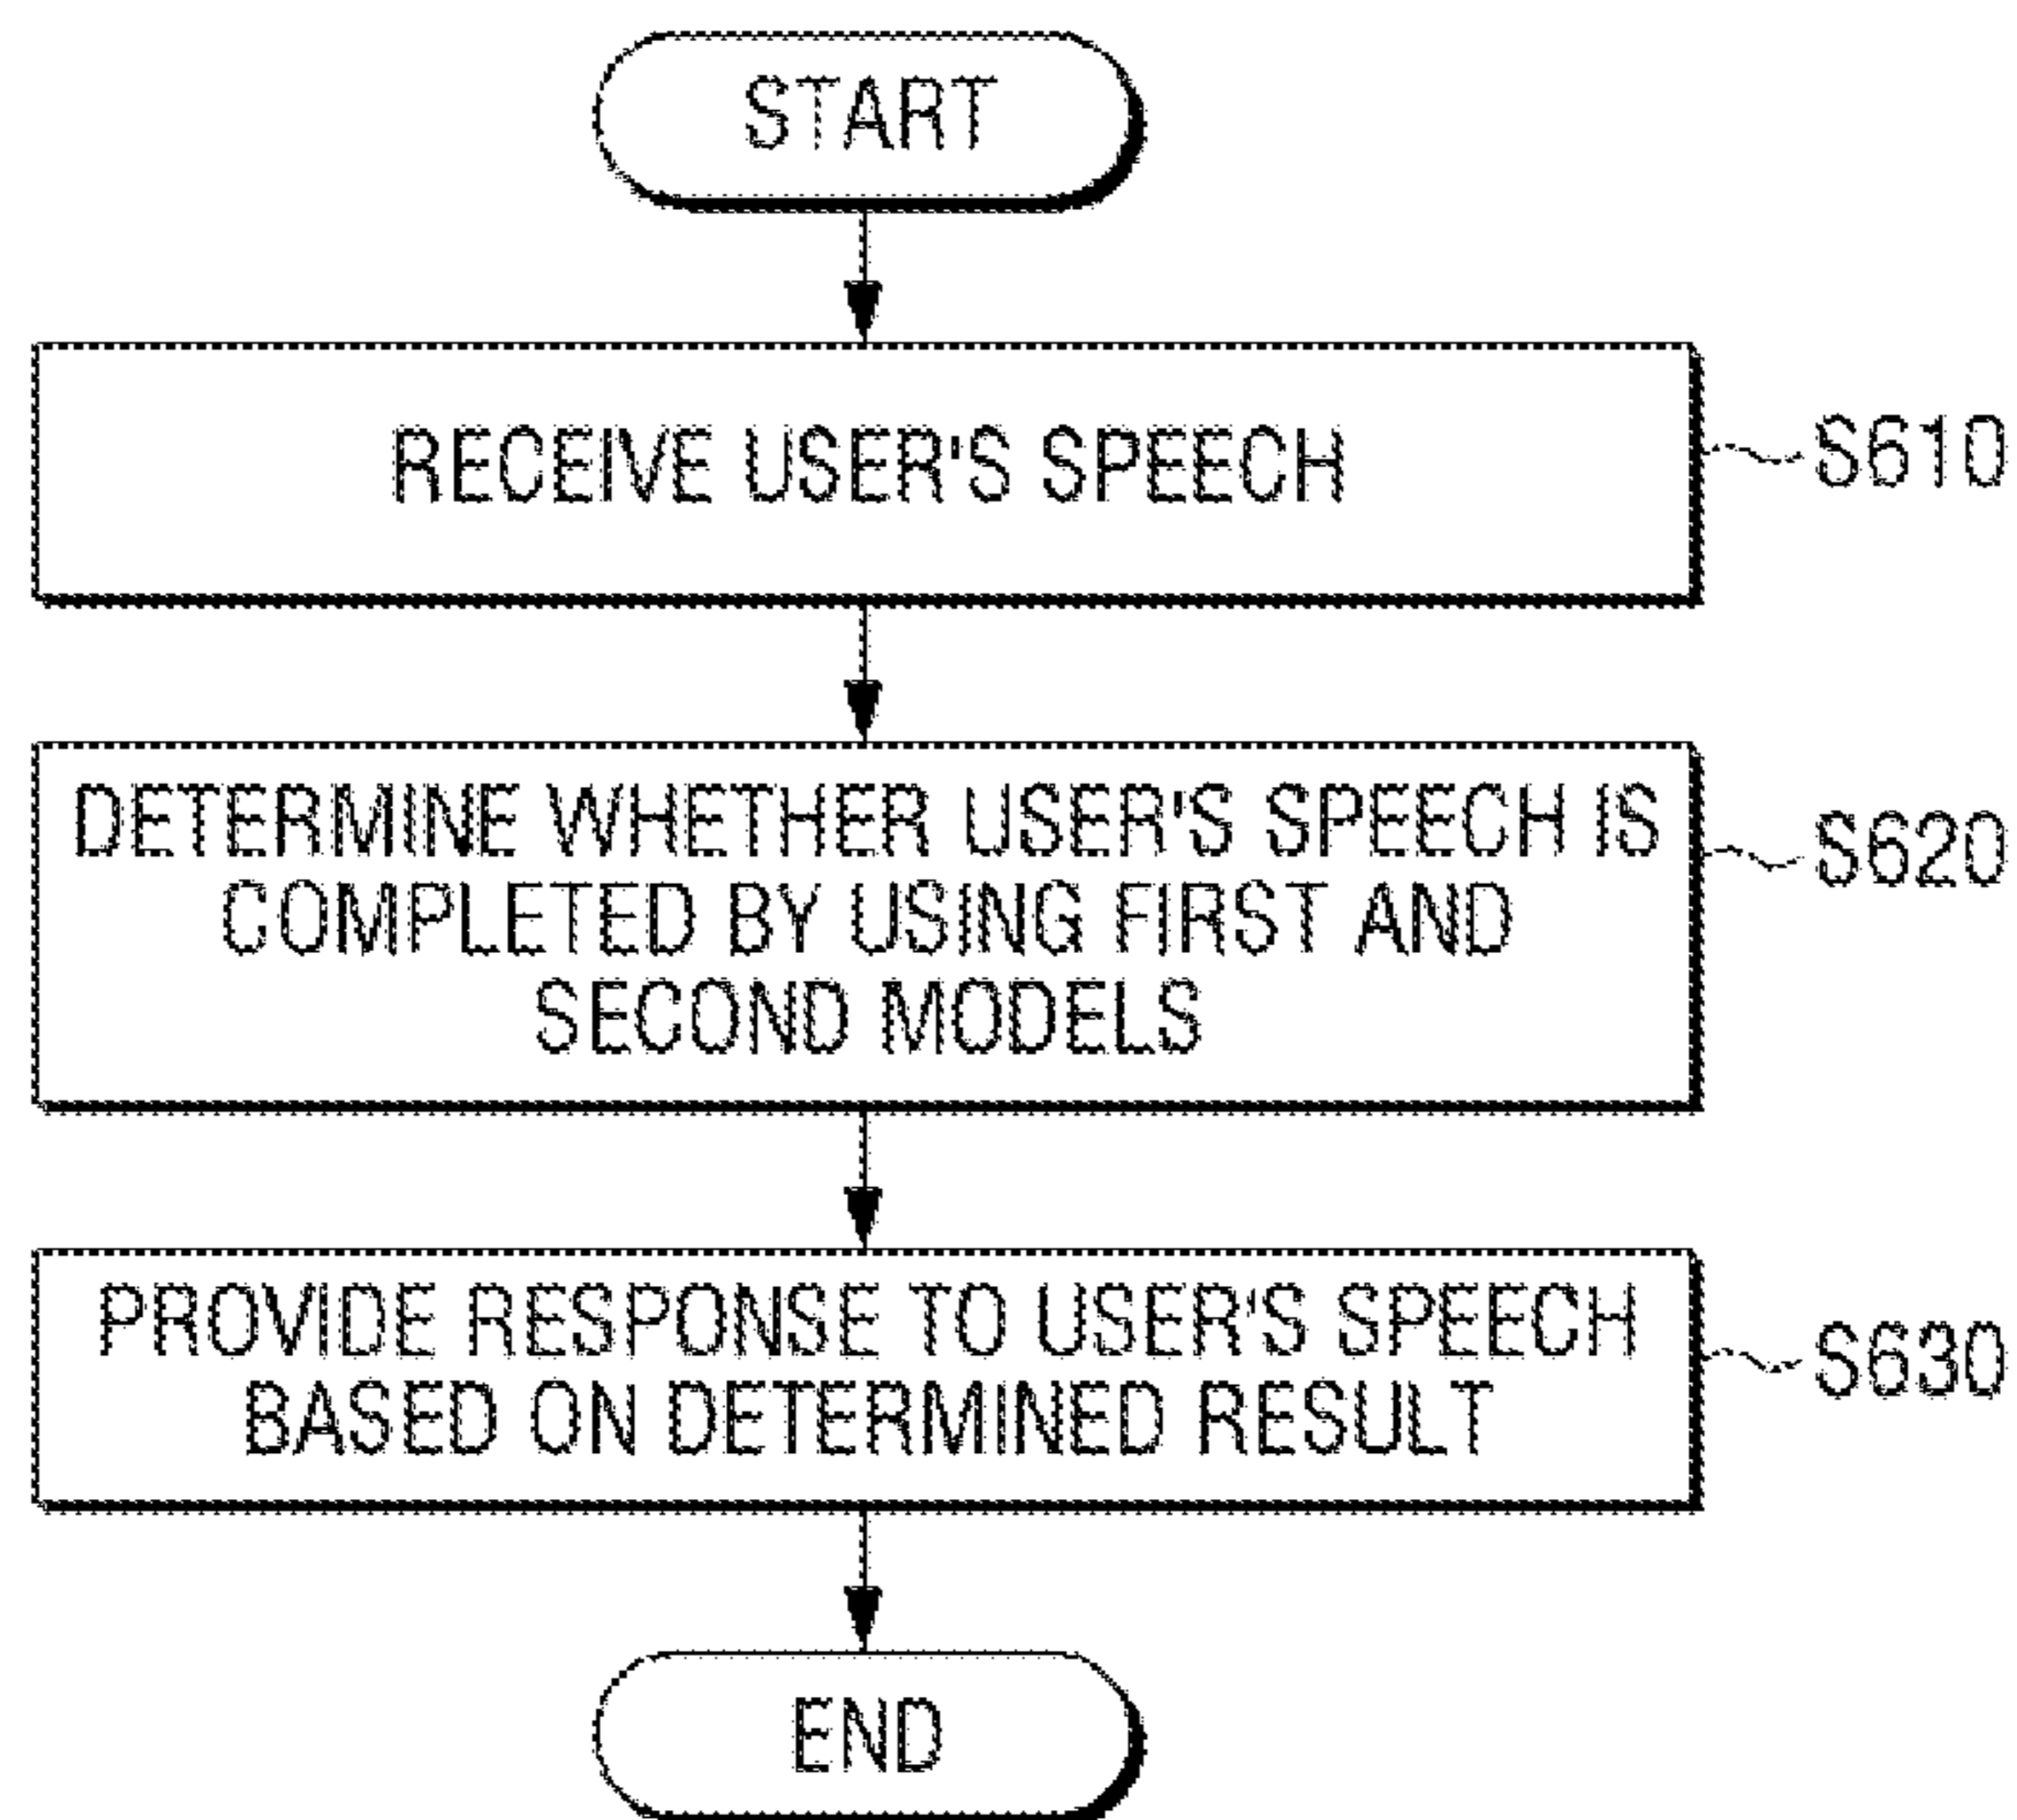 START
RECEIVE USER'S SPEECH
S610
DETERMINE WHETHER USER'S SPEECH IS
COMPLETED BY USING FIRST AND
SECOND MODELS
S620
PROVIDE RESPONSE TO USER'S SPEECH
BASED ON DETERMINED RESULT
S630
END